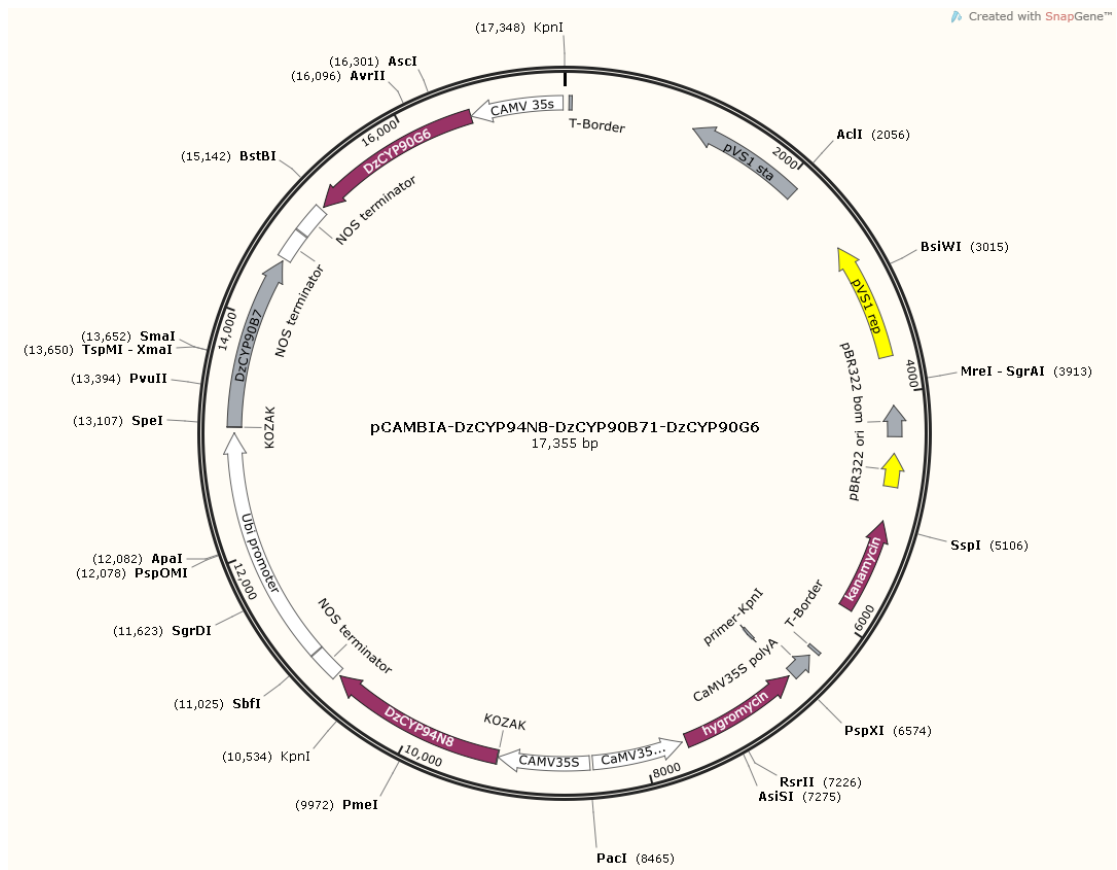 Created with SnapGene™
(17,348) KpnI
(16,301) AscI
(16,096) AvrII
CAMV 35s
T-Border
16,000
DzCYP90G6
pVS1 sta
2000
AclI (2056)
(15,142) BstBI
NOS terminator
BsiWI (3015)
NOS terminator
pVS1 rep
14,000
DzCYP90B7
(13,652) SmaI
(13,650) TspMI - XmaI
(13,394) PvuII
(13,107) SpeI
KOZAK
pBR322 bom
4000
MreI - SgrAI (3913)
pCAMBIA-DzCYP94N8-DzCYP90B71-DzCYP90G6
17,355 bp
pBR322 ori
SspI (5106)
Ubi promoter
(12,082) ApaI
(12,078) PspOMI
12,000
kanamycin
6000
(11,623) SgrDI
NOS terminator
primer-KpnI
T-Border
CaMV35S polyA
hygromycin
(11,025) SbfI
DzCYP94N8
KOZAK
CAMV35S
CaMV35...
PspXI (6574)
(10,534) KpnI
10,000
8000
RsrII (7226)
AsiSI (7275)
(9972) PmeI
PacI (8465)